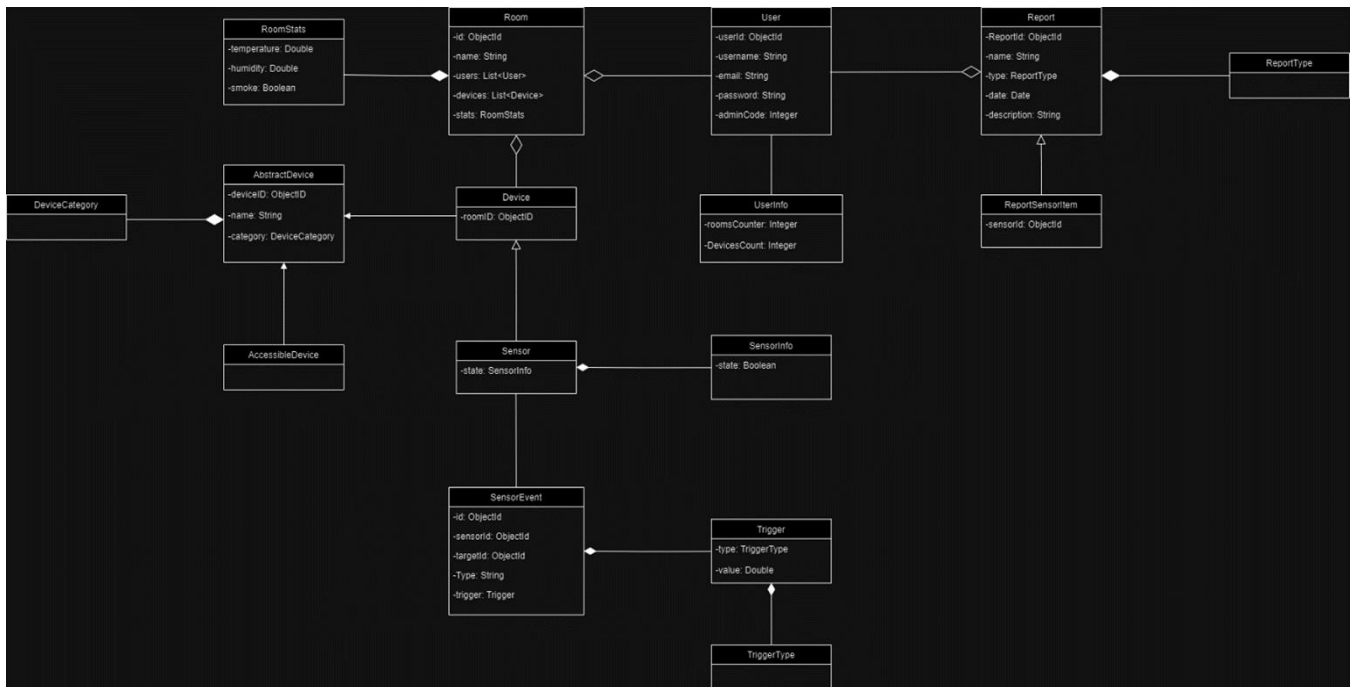 RoomStats
-temperature: Double
-humidity: Double
-smoke: Boolean
Room
-id: ObjectId
-name: String
-users: List<User>
-devices: List<Device>
-stats: RoomStats
User
-userId: ObjectId
-username: String
-email: String
-password: String
-adminCode: Integer
Report
-ReportId: ObjectId
-name: String
-type: ReportType
-date: Date
-description: String
ReportType
DeviceCategory
AbstractDevice
-deviceID: ObjectID
-name: String
-category: DeviceCategory
Device
-roomID: ObjectID
UserInfo
-roomsCounter: Integer
-DevicesCount: Integer
ReportSensorItem
-sensorId: ObjectId
AccessibleDevice
Sensor
-state: SensorInfo
SensorInfo
-state: Boolean
SensorEvent
-id: ObjectId
-sensorId: ObjectId
-targetId: ObjectId
-Type: String
-trigger: Trigger
Trigger
-type: TriggerType
-value: Double
TriggerType